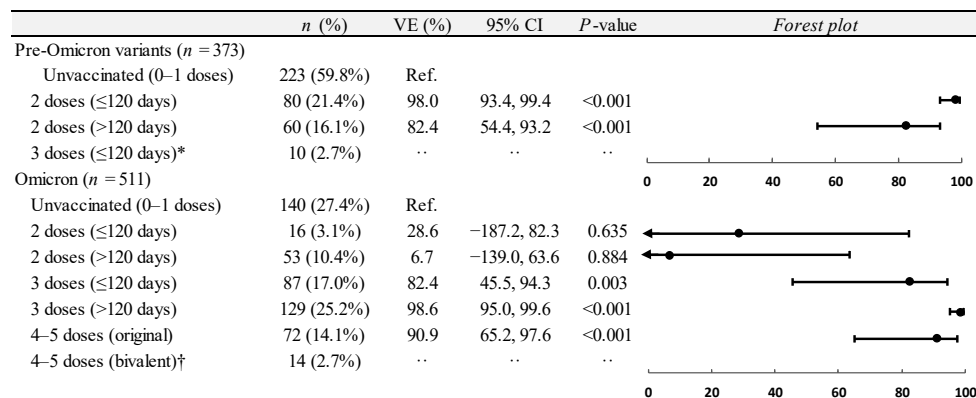 n (%) VE (%) 95% CI P-value Forest plot
Pre-Omicron variants (n = 373)
Unvaccinated (0–1 doses) 223 (59.8%) Ref.
2 doses (≤120 days) 80 (21.4%) 98.0 93.4, 99.4 <0.001
2 doses (>120 days) 60 (16.1%) 82.4 54.4, 93.2 <0.001
3 doses (≤120 days)* 10 (2.7%) ·· ·· ··
0 20 40 60 80 100
Omicron (n = 511)
Unvaccinated (0–1 doses) 140 (27.4%) Ref.
2 doses (≤120 days) 16 (3.1%) 28.6 −187.2, 82.3 0.635
2 doses (>120 days) 53 (10.4%) 6.7 −139.0, 63.6 0.884
3 doses (≤120 days) 87 (17.0%) 82.4 45.5, 94.3 0.003
3 doses (>120 days) 129 (25.2%) 98.6 95.0, 99.6 <0.001
4–5 doses (original) 72 (14.1%) 90.9 65.2, 97.6 <0.001
4–5 doses (bivalent)† 14 (2.7%) ·· ·· ··
0 20 40 60 80 100